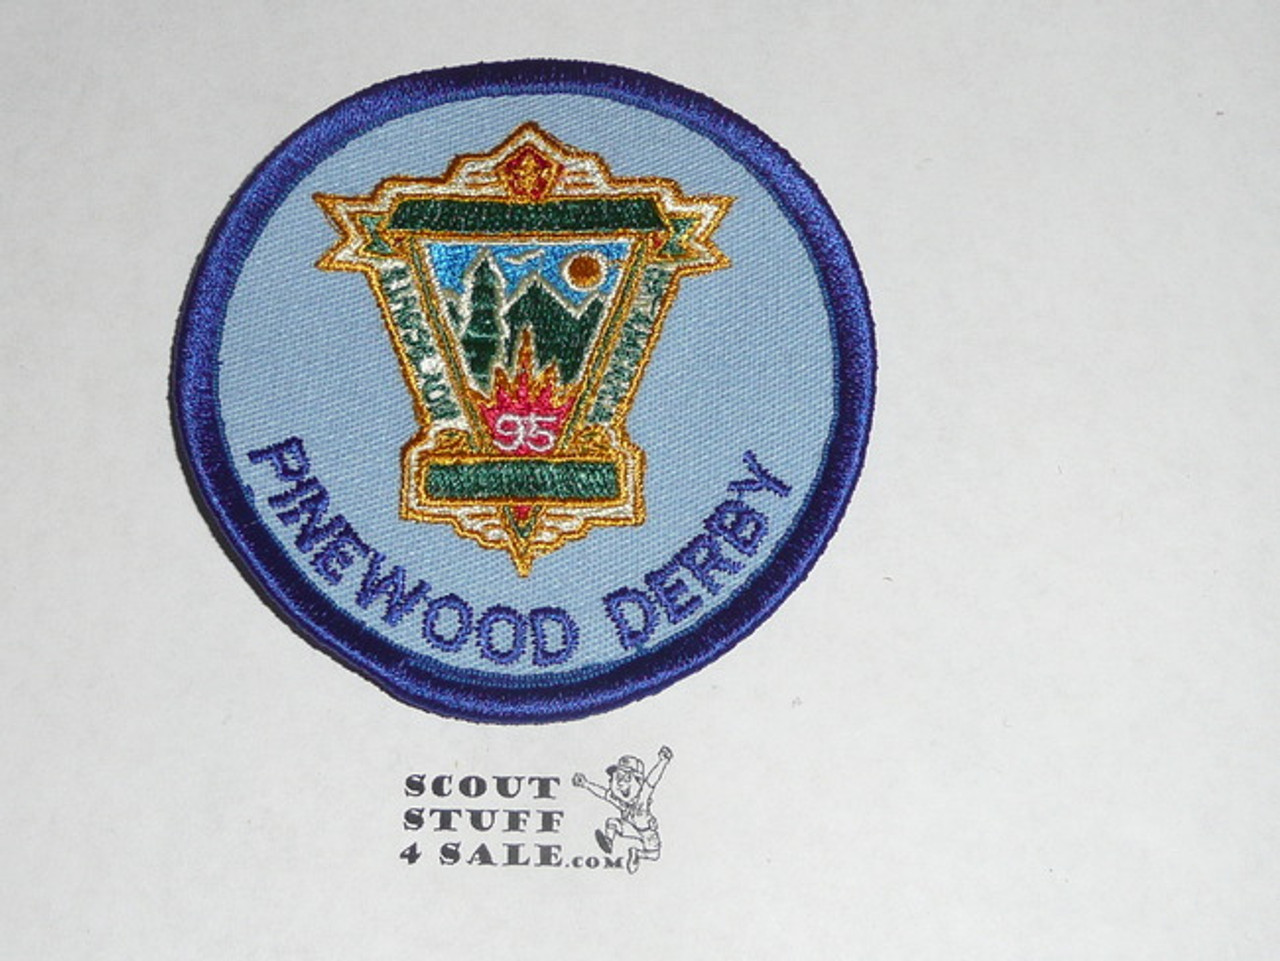 95
PINEWOOD DERBY
SCOUT
STUFF
4 SALE.COM